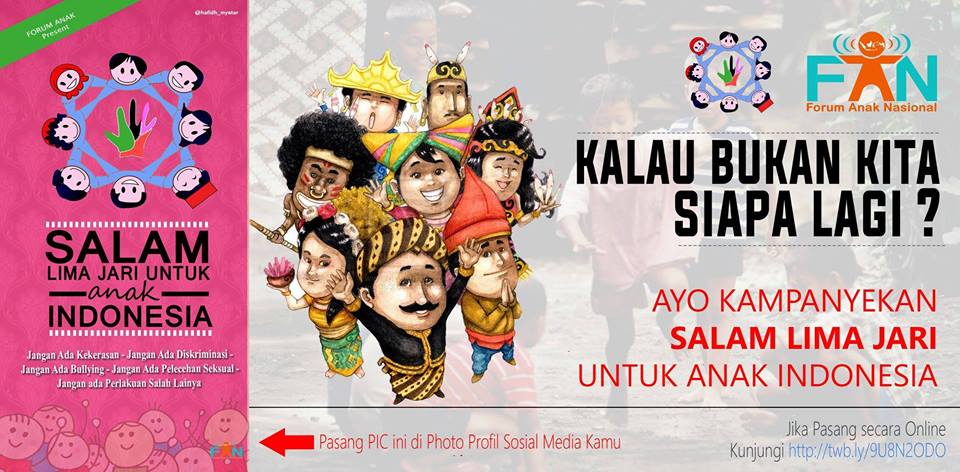 @hafidh_mystar
FORUM ANAK
Present
SALAM
LIMA JARI UNTUK
anak
INDONESIA
Jangan Ada Kekerasan - Jangan Ada Diskriminasi -
Jangan Ada Bullying - Jangan Ada Pelecehan Seksual -
Jangan ada Perlakuan Salah Lainya
FAN
FAN
Forum Anak Nasional
KALAU BUKAN KITA
SIAPA LAGI ?
AYO KAMPANYEKAN
SALAM LIMA JARI
UNTUK ANAK INDONESIA
Pasang PIC ini di Photo Profil Sosial Media Kamu
Jika Pasang secara Online
Kunjungi http://twb.ly/9U8N2ODO